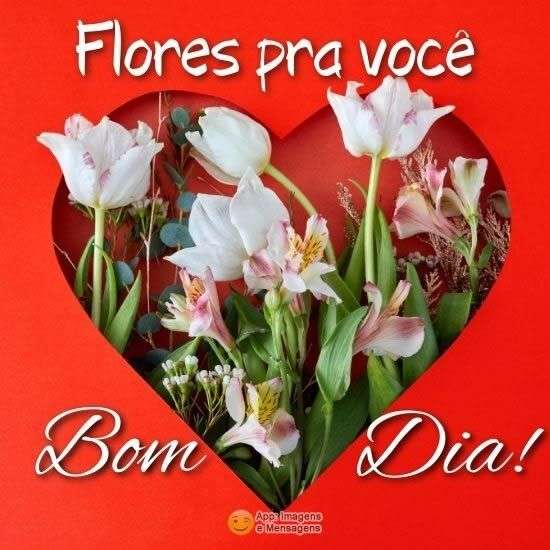 Flores pra você
Bom Dia!
App: Imagens
e Mensagens